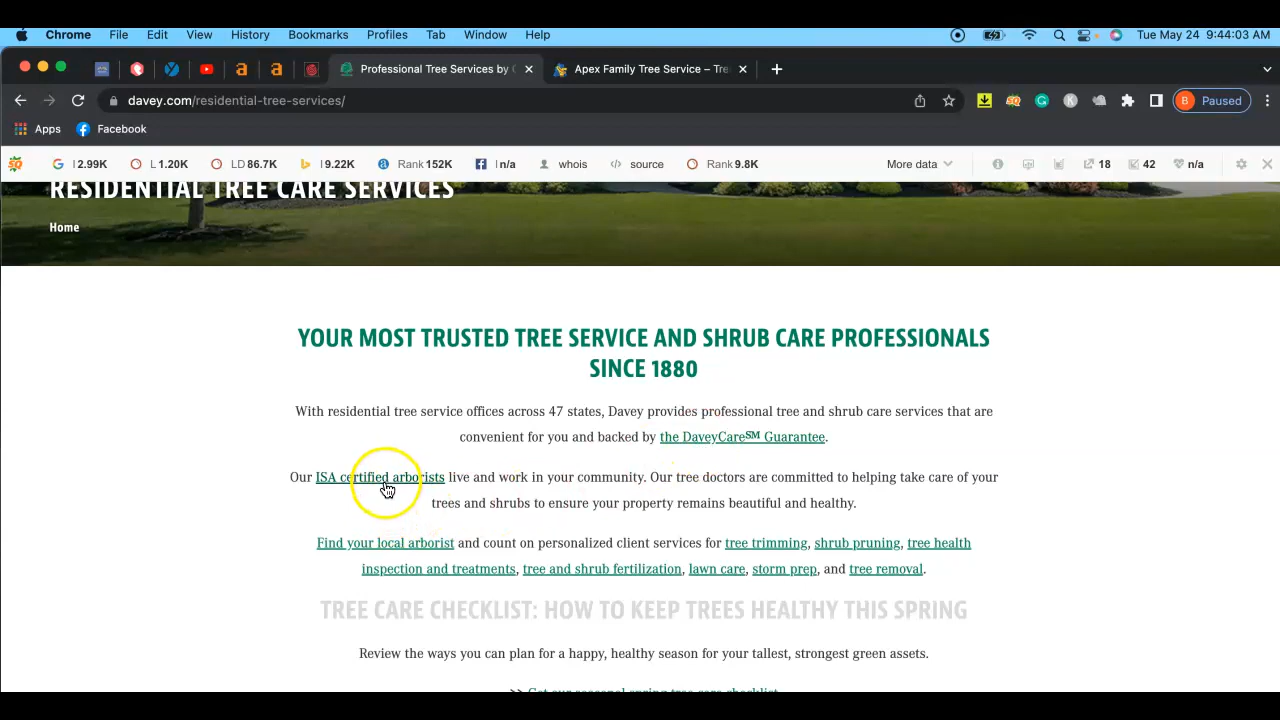 Chrome File Edit View History Bookmarks Profiles Tab Window Help Tue May 24 9:44:03 AM
Professional Tree Services by Apex Family Tree Service – Tre
davey.com/residential-tree-services/ B Paused
Apps Facebook
I 2.99K L 1.20K LD 86.7K I 9.22K Rank 152K I n/a whois source Rank 9.8K More data 18 42 n/a
RESIDENTIAL TREE CARE SERVICES
Home
YOUR MOST TRUSTED TREE SERVICE AND SHRUB CARE PROFESSIONALS
SINCE 1880
With residential tree service offices across 47 states, Davey provides professional tree and shrub care services that are
convenient for you and backed by the DaveyCare℠ Guarantee.
Our ISA certified arborists live and work in your community. Our tree doctors are committed to helping take care of your
trees and shrubs to ensure your property remains beautiful and healthy.
Find your local arborist and count on personalized client services for tree trimming, shrub pruning, tree health
inspection and treatments, tree and shrub fertilization, lawn care, storm prep, and tree removal.
TREE CARE CHECKLIST: HOW TO KEEP TREES HEALTHY THIS SPRING
Review the ways you can plan for a happy, healthy season for your tallest, strongest green assets.
>> Get our seasonal spring tree care checklist